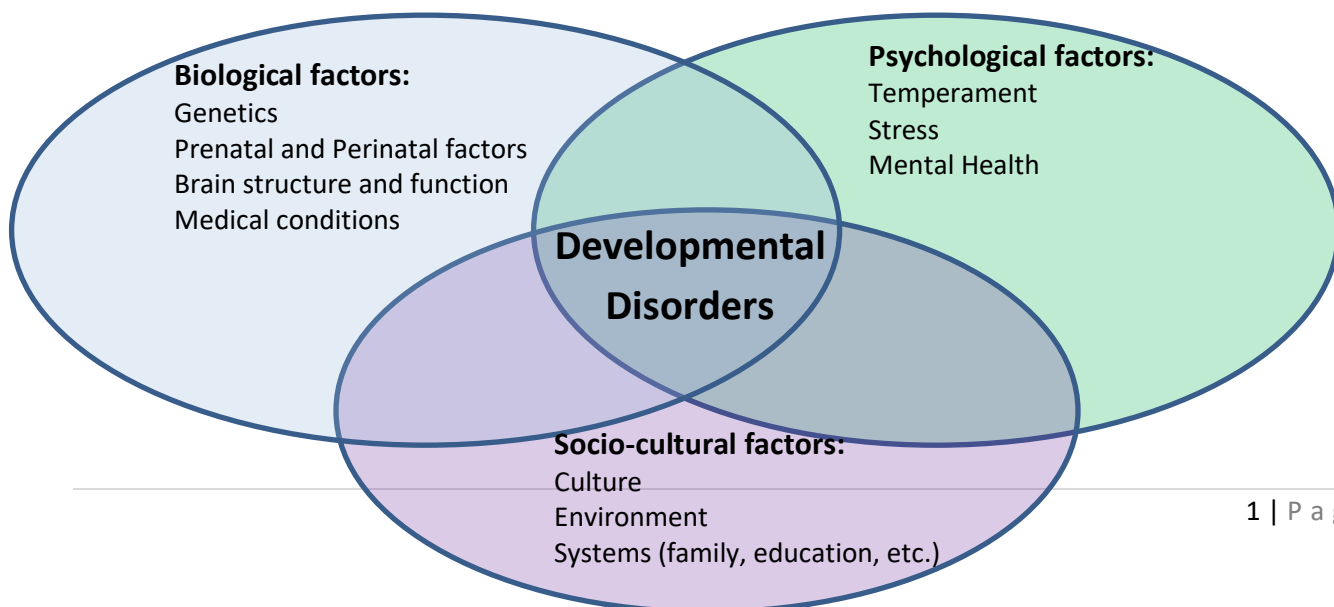 Biological factors:
Genetics
Prenatal and Perinatal factors
Brain structure and function
Medical conditions
Psychological factors:
Temperament
Stress
Mental Health
Developmental
Disorders
Socio-cultural factors:
Culture
Environment
Systems (family, education, etc.)
1 | P a g